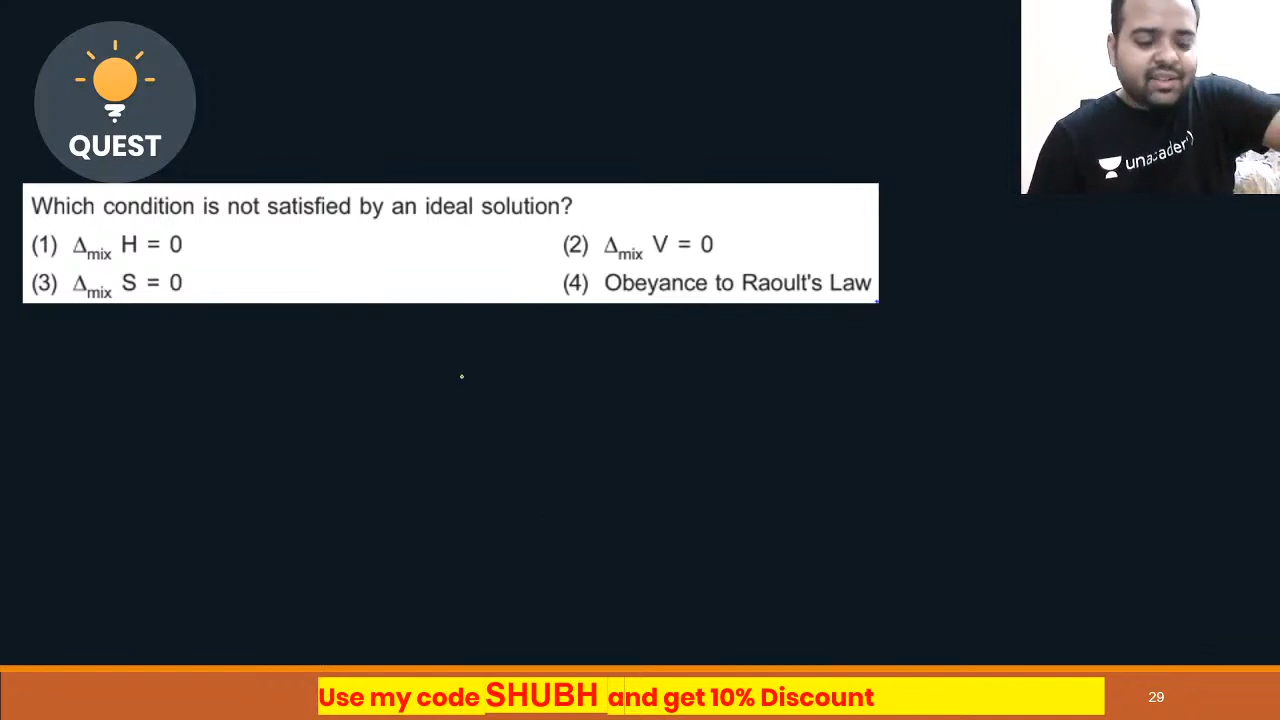 QUEST
unacader
Which condition is not satisfied by an ideal solution?
(1) Δmix H = 0
(2) Δmix V = 0
(3) Δmix S = 0
(4) Obeyance to Raoult's Law
Use my code SHUBH and get 10% Discount
29